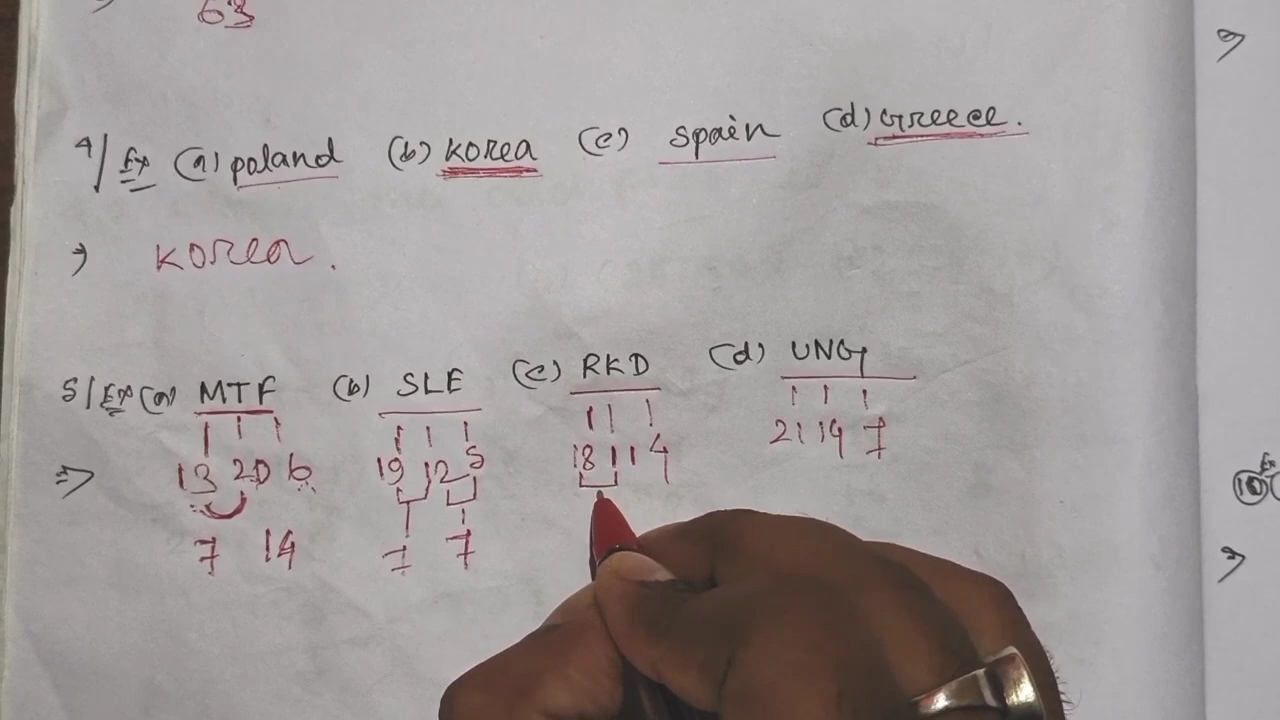 63
4/ Ex (a) poland (b) Korea (c) spain (d) Greece.
⇒ Korea.
5/ Ex (a) MTF (b) SLE (c) RKD (d) UNG
⇒ 13 20 6 19 12 5 18 11 4 21 14 7
7 14 7 7